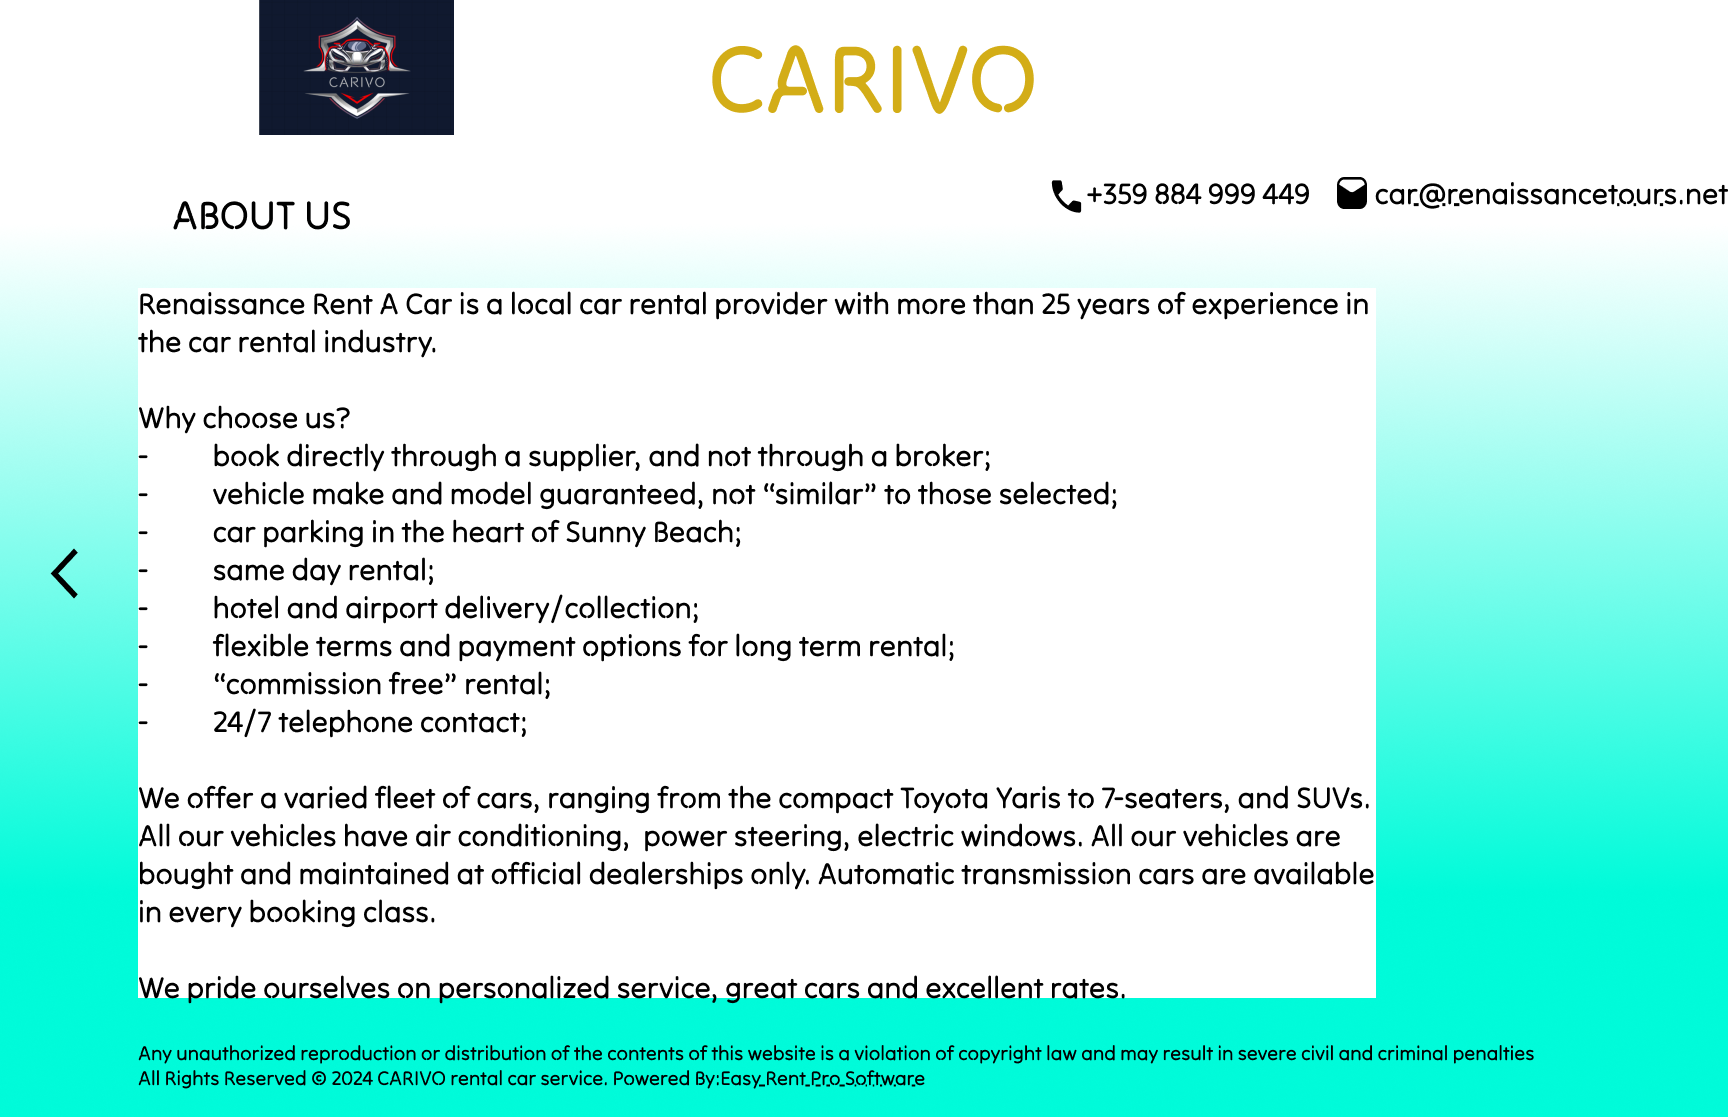 CARIVO
CARIVO
+359 884 999 449
car@renaissancetours.net
ABOUT US
Renaissance Rent A Car is a local car rental provider with more than 25 years of experience in
the car rental industry.
Why choose us?
- book directly through a supplier, and not through a broker;
- vehicle make and model guaranteed, not “similar” to those selected;
- car parking in the heart of Sunny Beach;
- same day rental;
- hotel and airport delivery/collection;
- flexible terms and payment options for long term rental;
- “commission free” rental;
- 24/7 telephone contact;
We offer a varied fleet of cars, ranging from the compact Toyota Yaris to 7-seaters, and SUVs.
All our vehicles have air conditioning,  power steering, electric windows. All our vehicles are
bought and maintained at official dealerships only. Automatic transmission cars are available
in every booking class.
We pride ourselves on personalized service, great cars and excellent rates.
Any unauthorized reproduction or distribution of the contents of this website is a violation of copyright law and may result in severe civil and criminal penalties
All Rights Reserved © 2024 CARIVO rental car service. Powered By:Easy Rent Pro Software